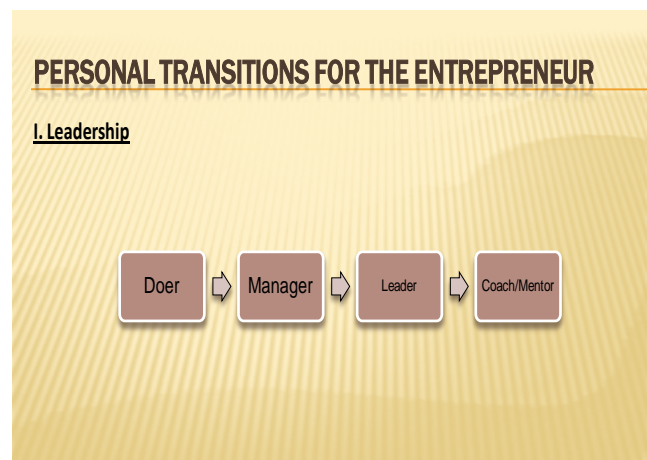 PERSONAL TRANSITIONS FOR THE ENTREPRENEUR
I. Leadership
Doer
Manager
Leader
Coach/Mentor